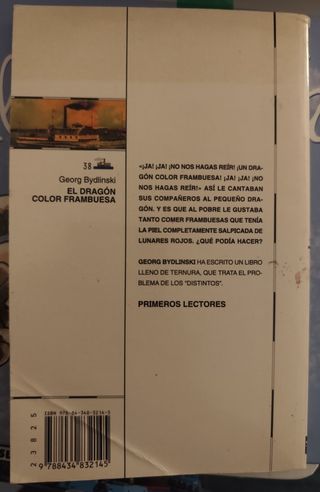 38
Georg Bydlinski
EL DRAGÓN
COLOR FRAMBUESA
«¡JA! ¡JA! ¡NO NOS HAGAS REÍR! ¡UN DRA-
GÓN COLOR FRAMBUESA! ¡JA! ¡JA! ¡NO
NOS HAGAS REÍR!» ASÍ LE CANTABAN
SUS COMPAÑEROS AL PEQUEÑO DRA-
GÓN. Y ES QUE AL POBRE LE GUSTABA
TANTO COMER FRAMBUESAS QUE TENÍA
LA PIEL COMPLETAMENTE SALPICADA DE
LUNARES ROJOS. ¿QUÉ PODÍA HACER?
GEORG BYDLINSKI HA ESCRITO UN LIBRO
LLENO DE TERNURA, QUE TRATA EL PRO-
BLEMA DE LOS "DISTINTOS".
PRIMEROS LECTORES
23825
ISBN 978-84-348-3214-5
9 788434 832145